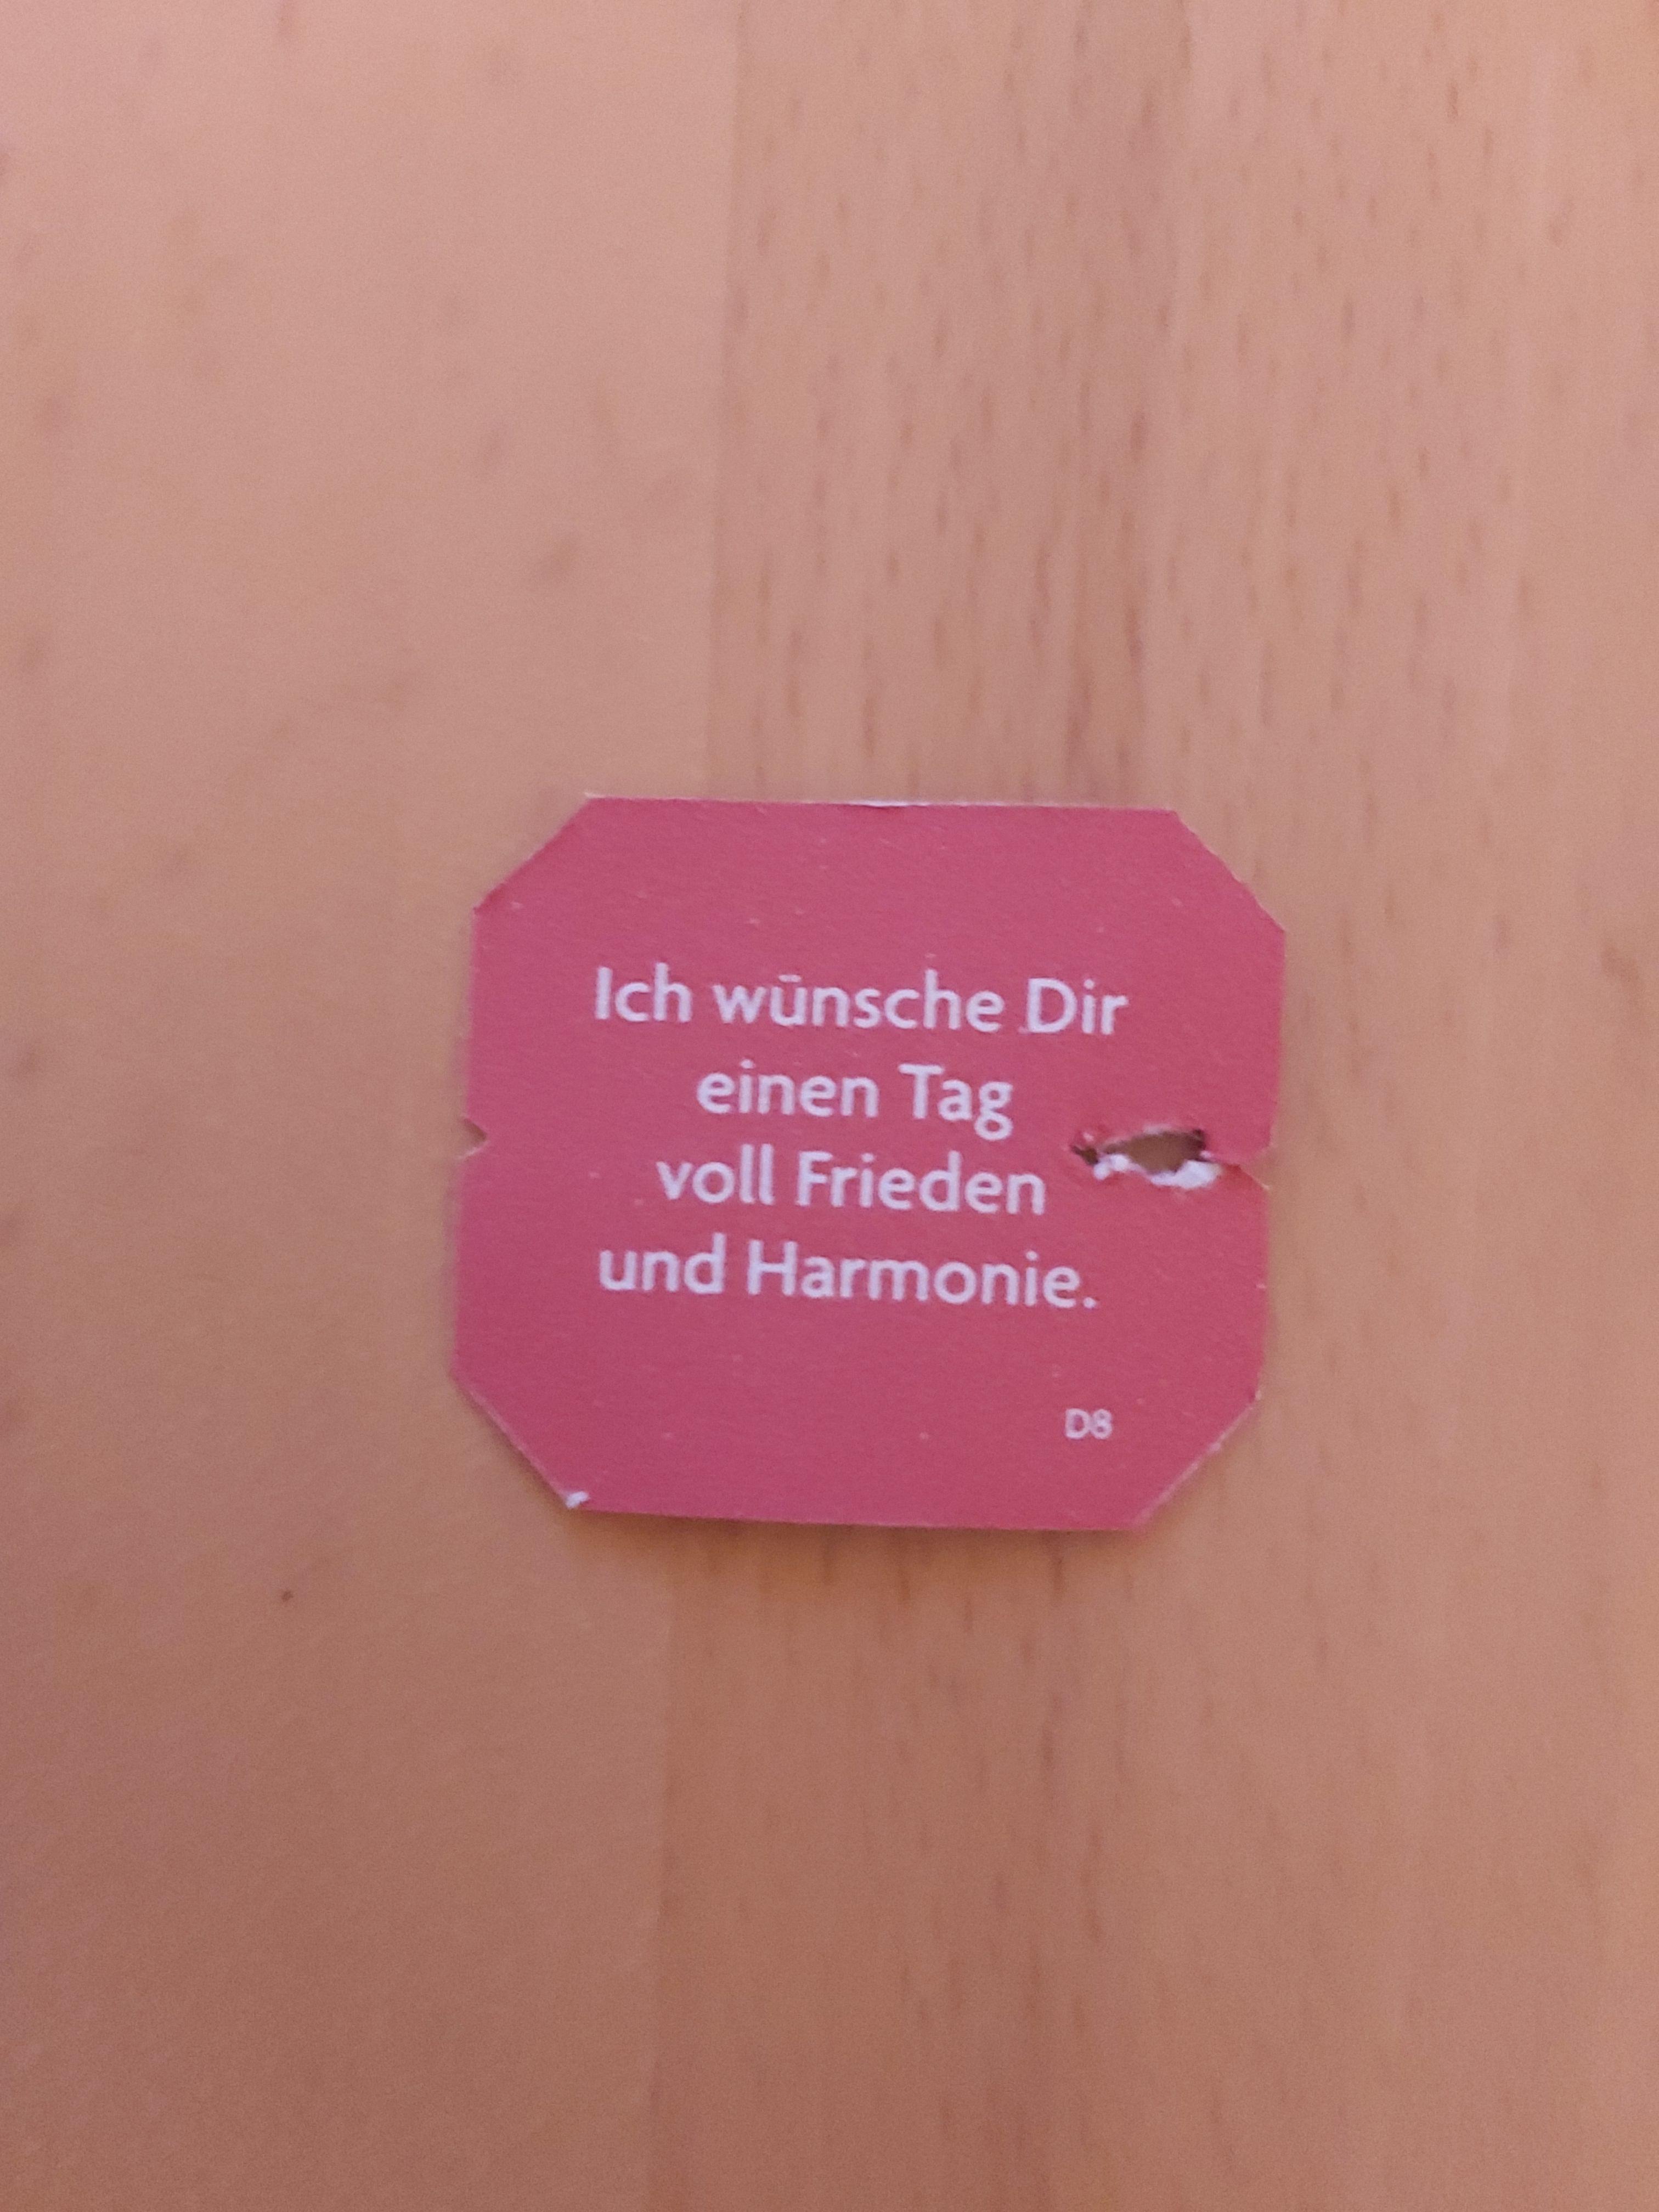 Ich wünsche Dir
einen Tag
voll Frieden
und Harmonie.
D8